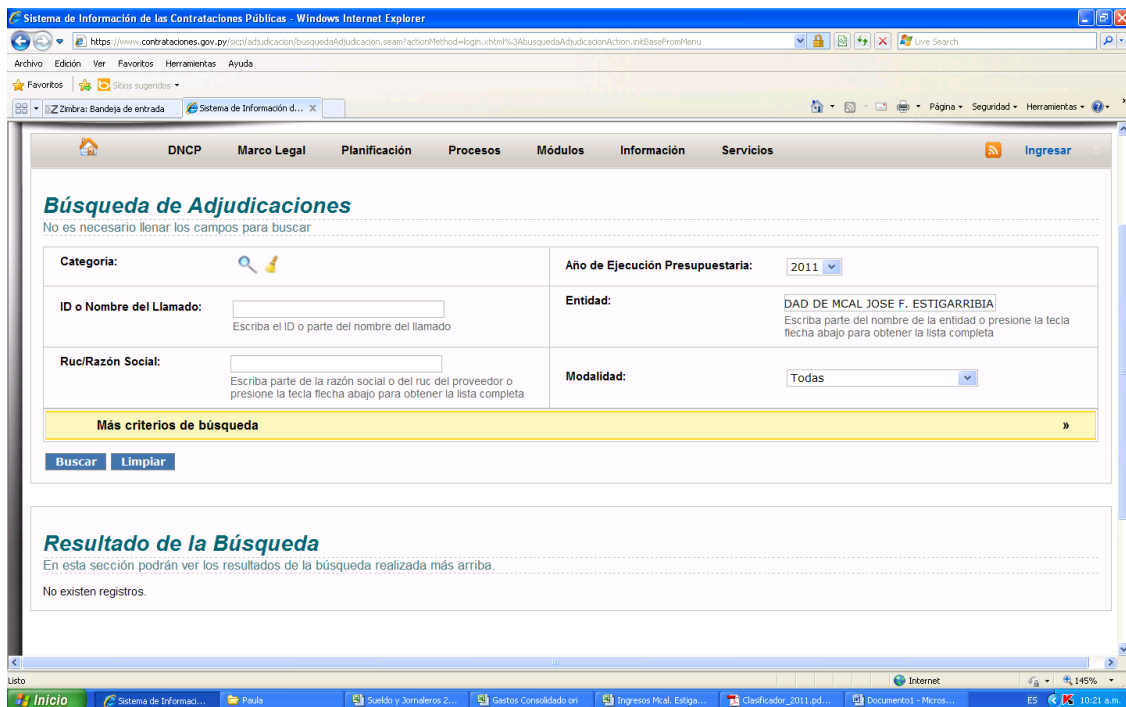 Sistema de Información de las Contrataciones Públicas - Windows Internet Explorer
https://www.contrataciones.gov.py/sicp/adjudicacion/busquedaAdjudicacion.seam?actionMethod=login.xhtml%3AbusquedaAdjudicacionAction.initBaseFromMenu
Live Search
Archivo Edición Ver Favoritos Herramientas Ayuda
Favoritos Sitios sugeridos
Zimbra: Bandeja de entrada Sistema de Información d... X Página Seguridad Herramientas
DNCP Marco Legal Planificación Procesos Módulos Información Servicios Ingresar
Búsqueda de Adjudicaciones
No es necesario llenar los campos para buscar
Categoria: Año de Ejecución Presupuestaria: 2011
ID o Nombre del Llamado: Entidad: DAD DE MCAL JOSE F. ESTIGARRIBIA
Escriba el ID o parte del nombre del llamado
Escriba parte del nombre de la entidad o presione la tecla
flecha abajo para obtener la lista completa
Ruc/Razón Social: Modalidad: Todas
Escriba parte de la razón social o del ruc del proveedor o
presione la tecla flecha abajo para obtener la lista completa
Más criterios de búsqueda »
Buscar Limpiar
Resultado de la Búsqueda
En esta sección podrán ver los resultados de la búsqueda realizada más arriba.
No existen registros.
Listo Internet 145%
Inicio Sistema de Informaci... Paula Sueldo y Jornaleros 2... Gastos Consolidado ori Ingresos Mcal. Estiga... Clasificador_2011.pd... Documento1 - Micros... ES 10:21 a.m.